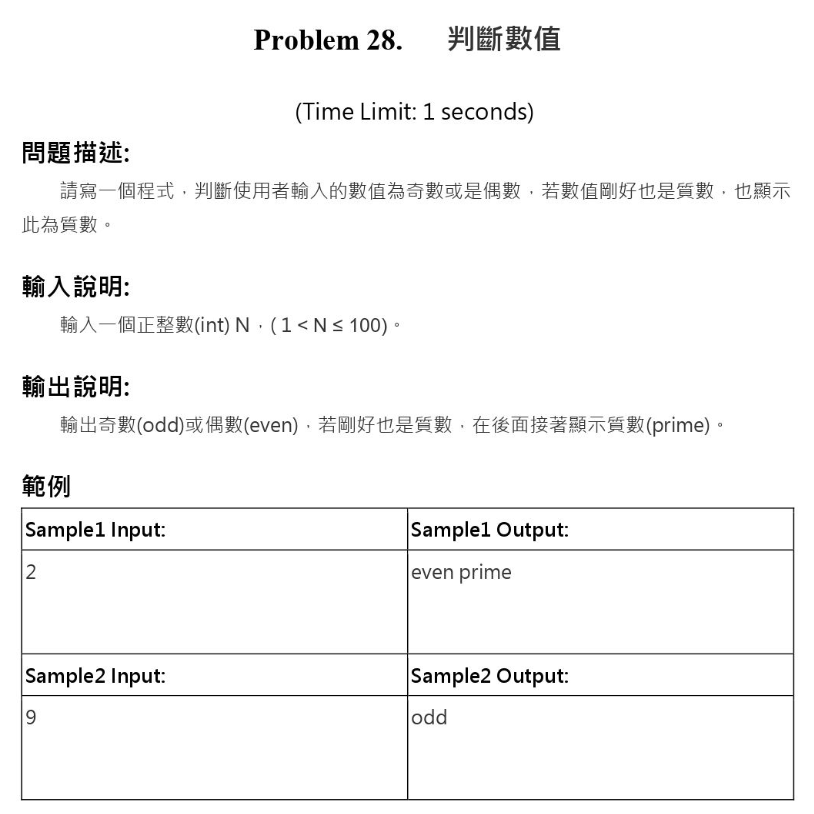 Problem 28. 判斷數值
(Time Limit: 1 seconds)
問題描述:
請寫一個程式，判斷使用者輸入的數值為奇數或是偶數，若數值剛好也是質數，也顯示
此為質數。
輸入說明:
輸入一個正整數(int) N，( 1 < N ≤ 100)。
輸出說明:
輸出奇數(odd)或偶數(even)，若剛好也是質數，在後面接著顯示質數(prime)。
範例
Sample1 Input: Sample1 Output:
2 even prime
Sample2 Input: Sample2 Output:
9 odd